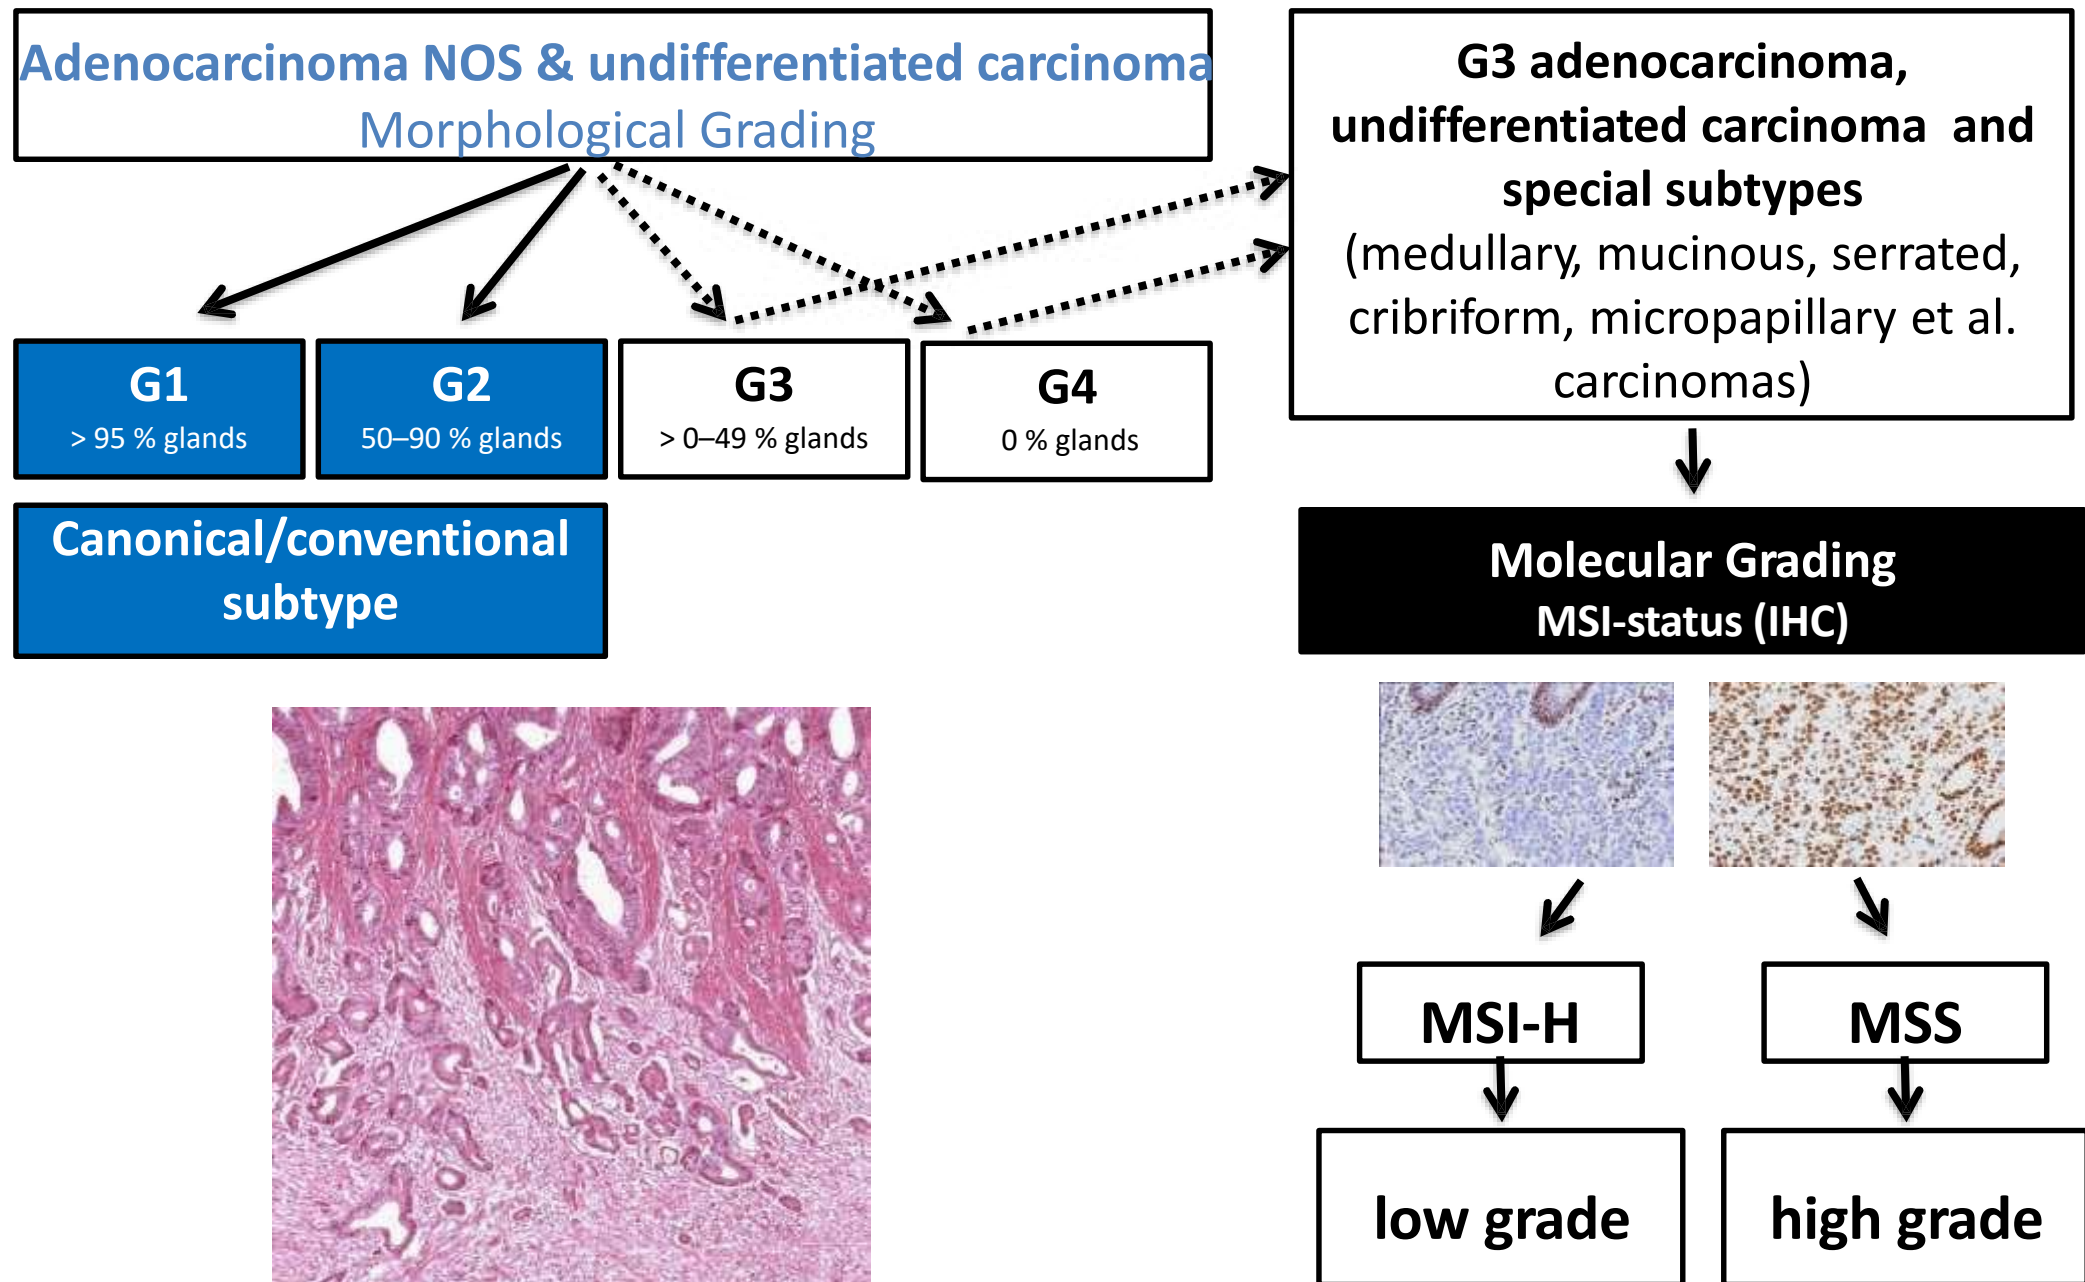 Adenocarcinoma NOS & undifferentiated carcinoma
Morphological Grading
G1
> 95 % glands
G2
50–90 % glands
G3
> 0–49 % glands
G4
0 % glands
Canonical/conventional
subtype
G3 adenocarcinoma,
undifferentiated carcinoma and
special subtypes
(medullary, mucinous, serrated,
cribriform, micropapillary et al.
carcinomas)
Molecular Grading
MSI-status (IHC)
MSI-H
MSS
low grade
high grade